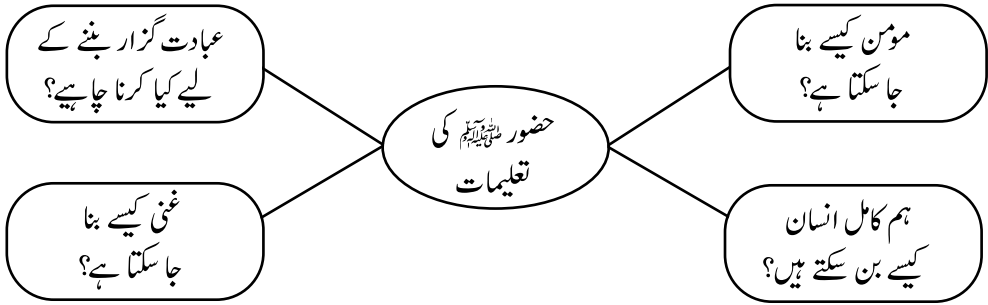 مومن کیسے بنا
جا سکتا ہے؟
عبادت گزار بننے کے
لیے کیا کرنا چاہیے؟
حضور ﷺ کی
تعلیمات
ہم کامل انسان
کیسے بن سکتے ہیں؟
غنی کیسے بنا
جا سکتا ہے؟